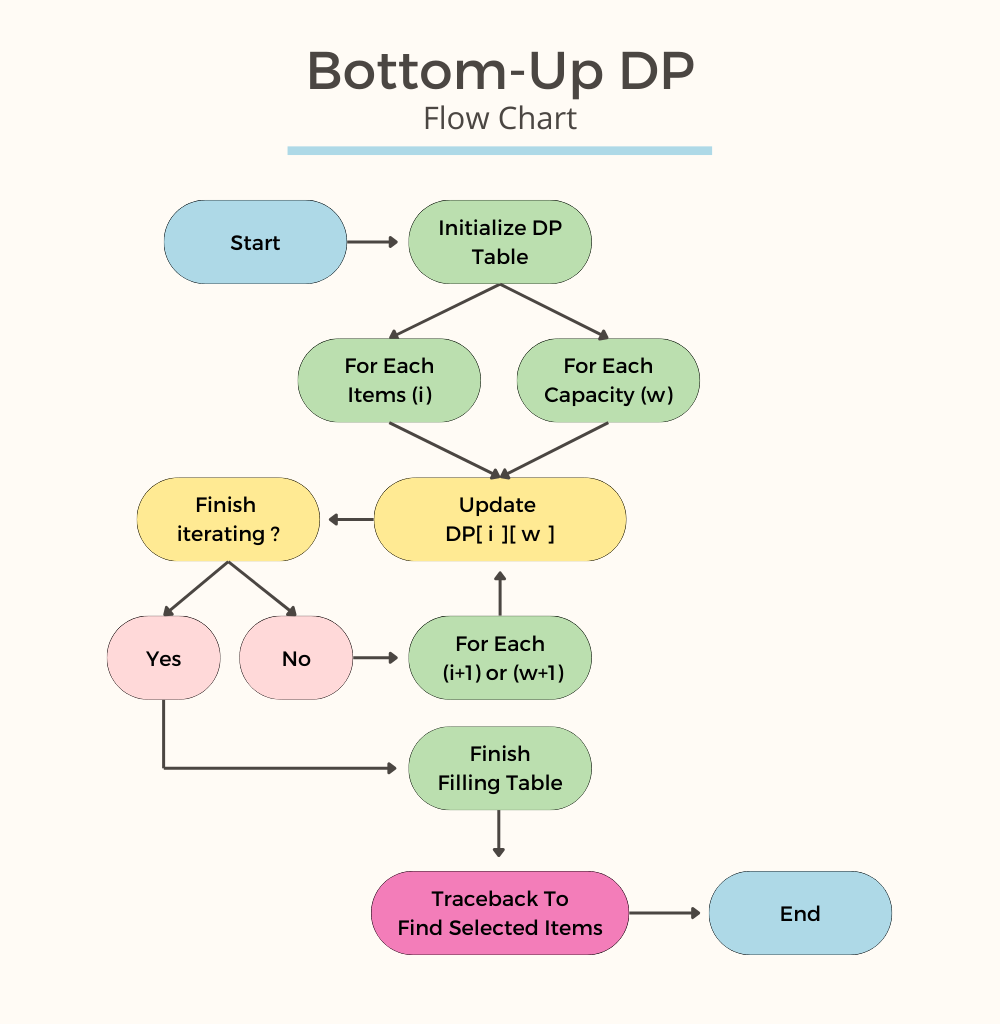 Bottom-Up DP
Flow Chart
Start
Initialize DP
Table
For Each
Items (i)
For Each
Capacity (w)
Finish
iterating ?
Update
DP[ i ][ w ]
Yes
No
For Each
(i+1) or (w+1)
Finish
Filling Table
Traceback To
Find Selected Items
End